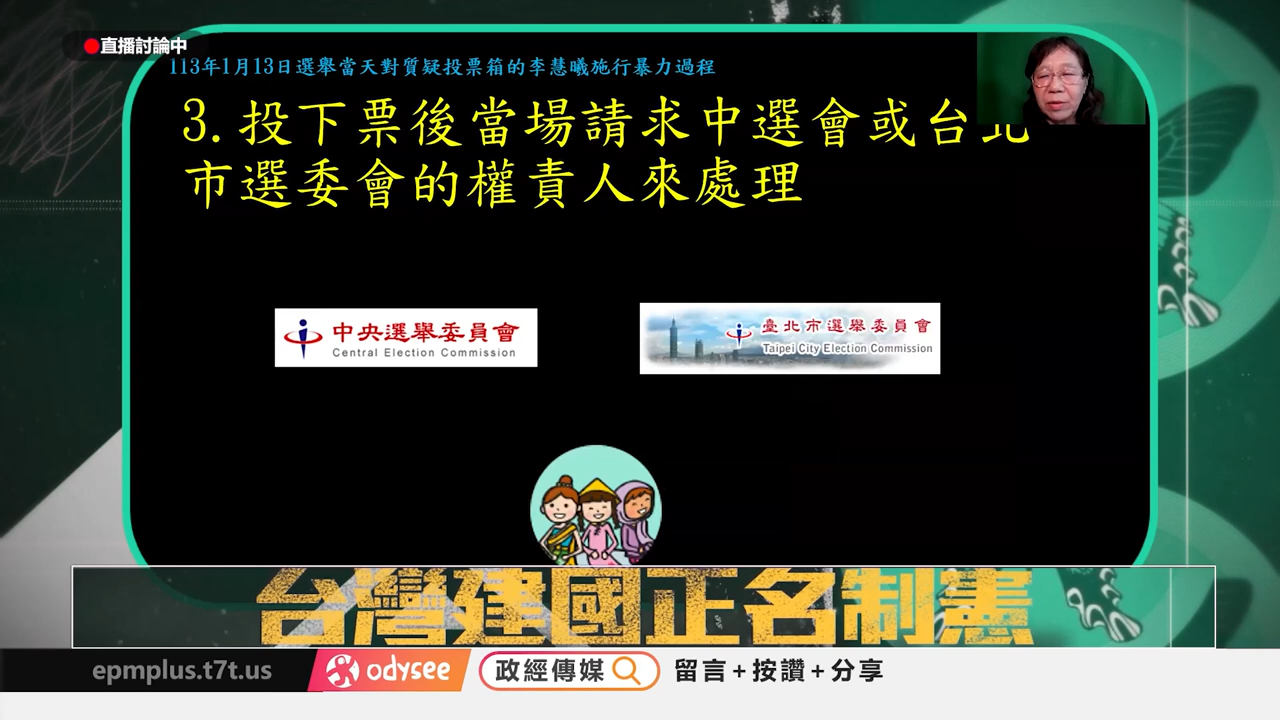 直播討論中
113年1月13日選舉當天對質疑投票箱的李慧曦施行暴力過程
3.投下票後當場請求中選會或台北
市選委會的權責人來處理
中央選舉委員會
Central Election Commission
臺北市選舉委員會
Taipei City Election Commission
台灣建國正名制憲
epmplus.t7t.us
odysee
政經傳媒
留言+按讚+分享